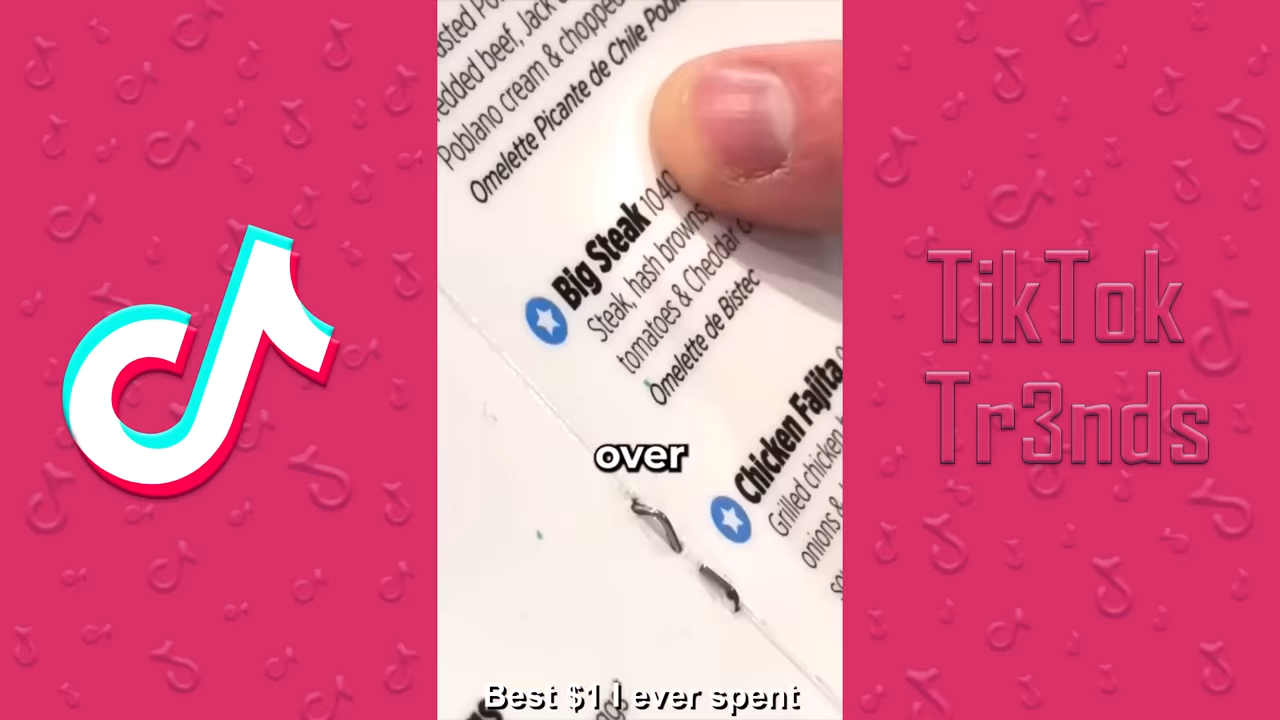 Poblano cream & chopped
Omelette Picante de Chile
Big Steak 1040
Steak, hash browns,
tomatoes & Cheddar
Omelette de Bistec
Chicken Fajita
Grilled chicken
onions &
over
Best $1 I ever spent
TikTok
Tr3nds